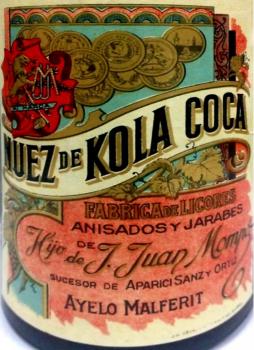 NUEZ DE KOLA COCA
FABRICA DE LICORES
ANISADOS Y JARABES
DE
Hijo de J. Juan
SUCESOR DE APARICI SANZ Y ORTIZ
AYELO MALFERIT